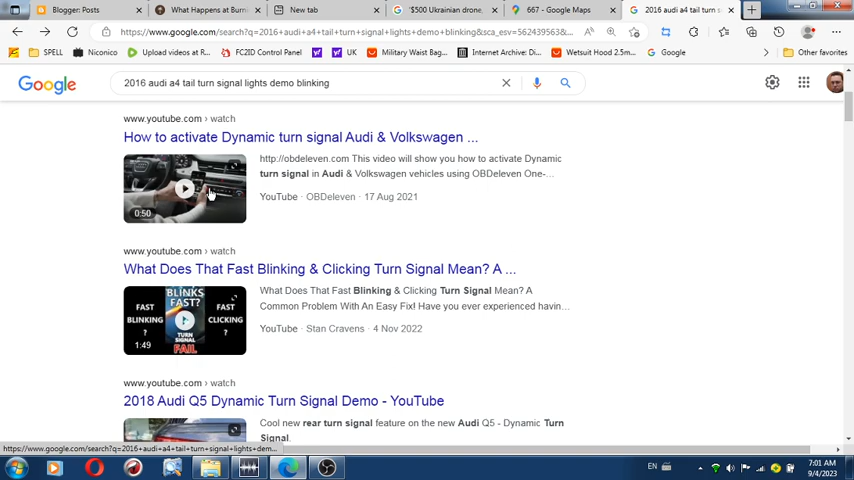 Blogger: Posts
What Happens at Burni
New tab
'$500 Ukrainian drone,
667 - Google Maps
2016 audi a4 tail turn s
https://www.google.com/search?q=2016+audi+a4+tail+turn+signal+lights+demo+blinking&sca_esv=562439563&...
SPELL
Niconico
Upload videos at r...
FC2ID Control Panel
UK
Military Waist Bag...
Internet Archive: Di...
Wetsuit Hood 2.5m...
Google
Other favorites
Google
2016 audi a4 tail turn signal lights demo blinking
www.youtube.com › watch
How to activate Dynamic turn signal Audi & Volkswagen ...
http://obdeleven.com This video will show you how to activate Dynamic
turn signal in Audi & Volkswagen vehicles using OBDeleven One-...
YouTube · OBDeleven · 17 Aug 2021
0:50
www.youtube.com › watch
What Does That Fast Blinking & Clicking Turn Signal Mean? A ...
What Does That Fast Blinking & Clicking Turn Signal Mean? A
Common Problem With An Easy Fix! Have you ever experienced havin...
YouTube · Stan Cravens · 4 Nov 2022
BLINKS
FAST?
FAST
BLINKING
?
FAST
CLICKING
?
TURN
SIGNAL
FAIL
1:49
www.youtube.com › watch
2018 Audi Q5 Dynamic Turn Signal Demo - YouTube
Cool new rear turn signal feature on the new Audi Q5 - Dynamic Turn
Signal.
https://www.google.com/search?q=2016+audi+a4+tail+turn+signal+lights+dem...
EN
7:01 AM
9/4/2023